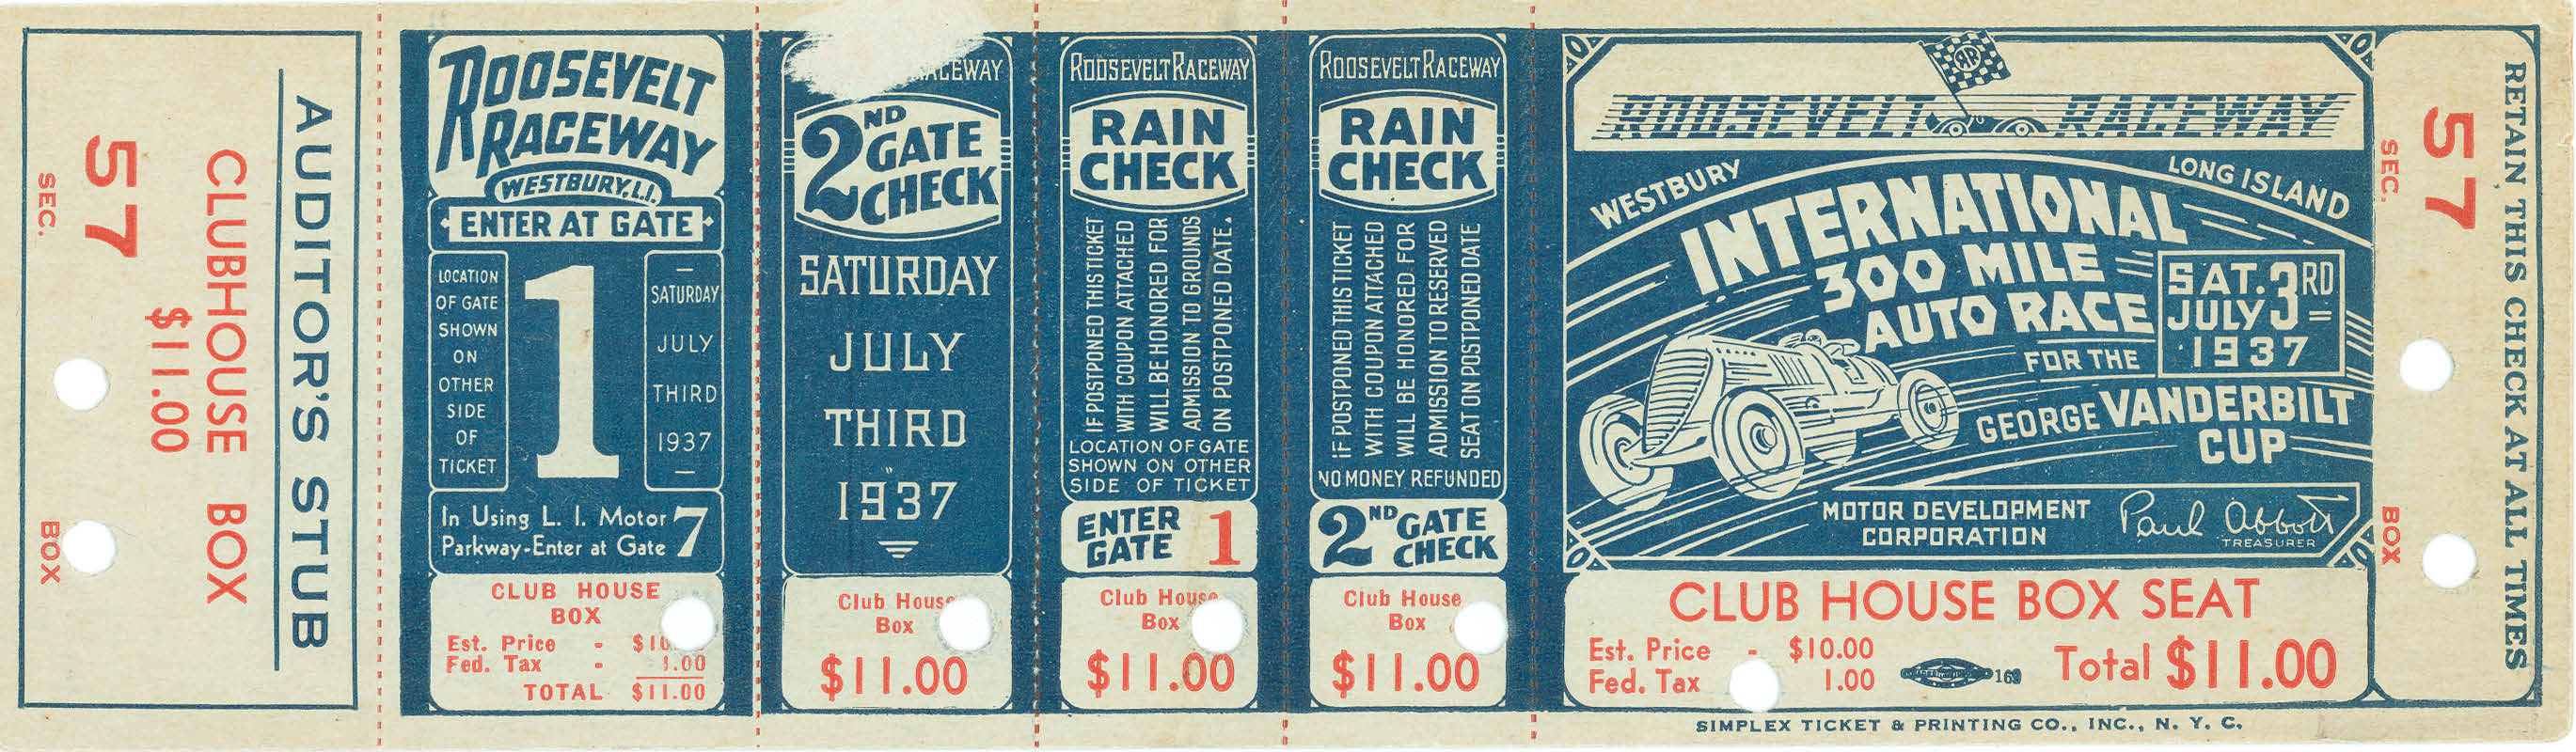 AUDITOR'S STUB
CLUBHOUSE BOX
$11.00
57
SEC.
BOX
ROOSEVELT
RACEWAY
WESTBURY, L.I.
ENTER AT GATE
LOCATION
OF GATE
SHOWN
ON
OTHER
SIDE
OF
TICKET
1
SATURDAY
JULY
THIRD
1937
In Using L. I. Motor
Parkway-Enter at Gate 7
CLUB HOUSE
BOX
Est. Price -
Fed. Tax - 1.00
TOTAL $11.00
2ND
GATE
CHECK
SATURDAY
JULY
THIRD
1937
Club House
Box
$11.00
ROOSEVELT RACEWAY
RAIN
CHECK
IF POSTPONED THIS TICKET
WITH COUPON ATTACHED
WILL BE HONORED FOR
ADMISSION TO GROUNDS
ON POSTPONED DATE.
LOCATION OF GATE
SHOWN ON OTHER
SIDE OF TICKET
ENTER
GATE 1
Club House
Box
$11.00
ROOSEVELT RACEWAY
RAIN
CHECK
IF POSTPONED THIS TICKET
WITH COUPON ATTACHED
WILL BE HONORED FOR
ADMISSION TO RESERVED
SEAT ON POSTPONED DATE
NO MONEY REFUNDED
2ND GATE
CHECK
Club House
Box
$11.00
RR
ROOSEVELT RACEWAY
WESTBURY LONG ISLAND
INTERNATIONAL
300 MILE
AUTO RACE
FOR THE
GEORGE VANDERBILT
CUP
SAT. 3RD
JULY
1937
MOTOR DEVELOPMENT
CORPORATION
Paul Abbott
TREASURER
CLUB HOUSE BOX SEAT
Est. Price - $10.00
Fed. Tax 1.00
Total $11.00
SIMPLEX TICKET & PRINTING CO., INC., N. Y. C.
57
SEC.
BOX
RETAIN THIS CHECK AT ALL TIMES